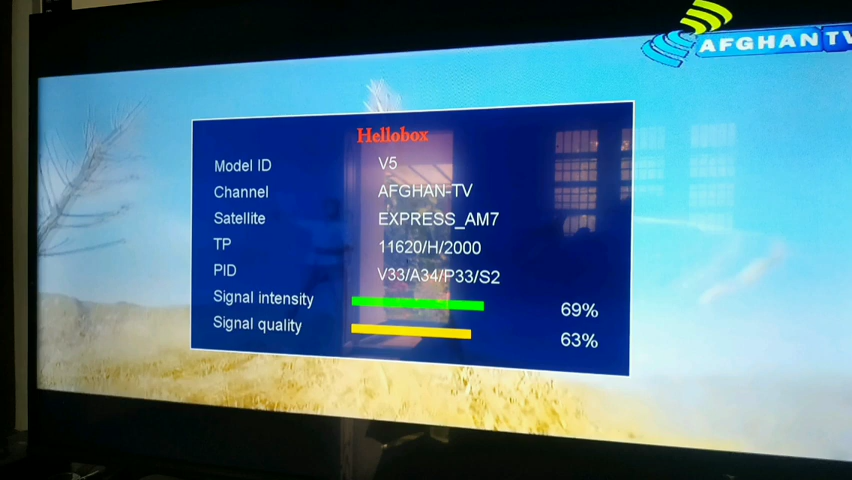 AFGHAN TV
Hellobox
Model ID V5
Channel AFGHAN-TV
Satellite EXPRESS_AM7
TP 11620/H/2000
PID V33/A34/P33/S2
Signal intensity 69%
Signal quality 63%